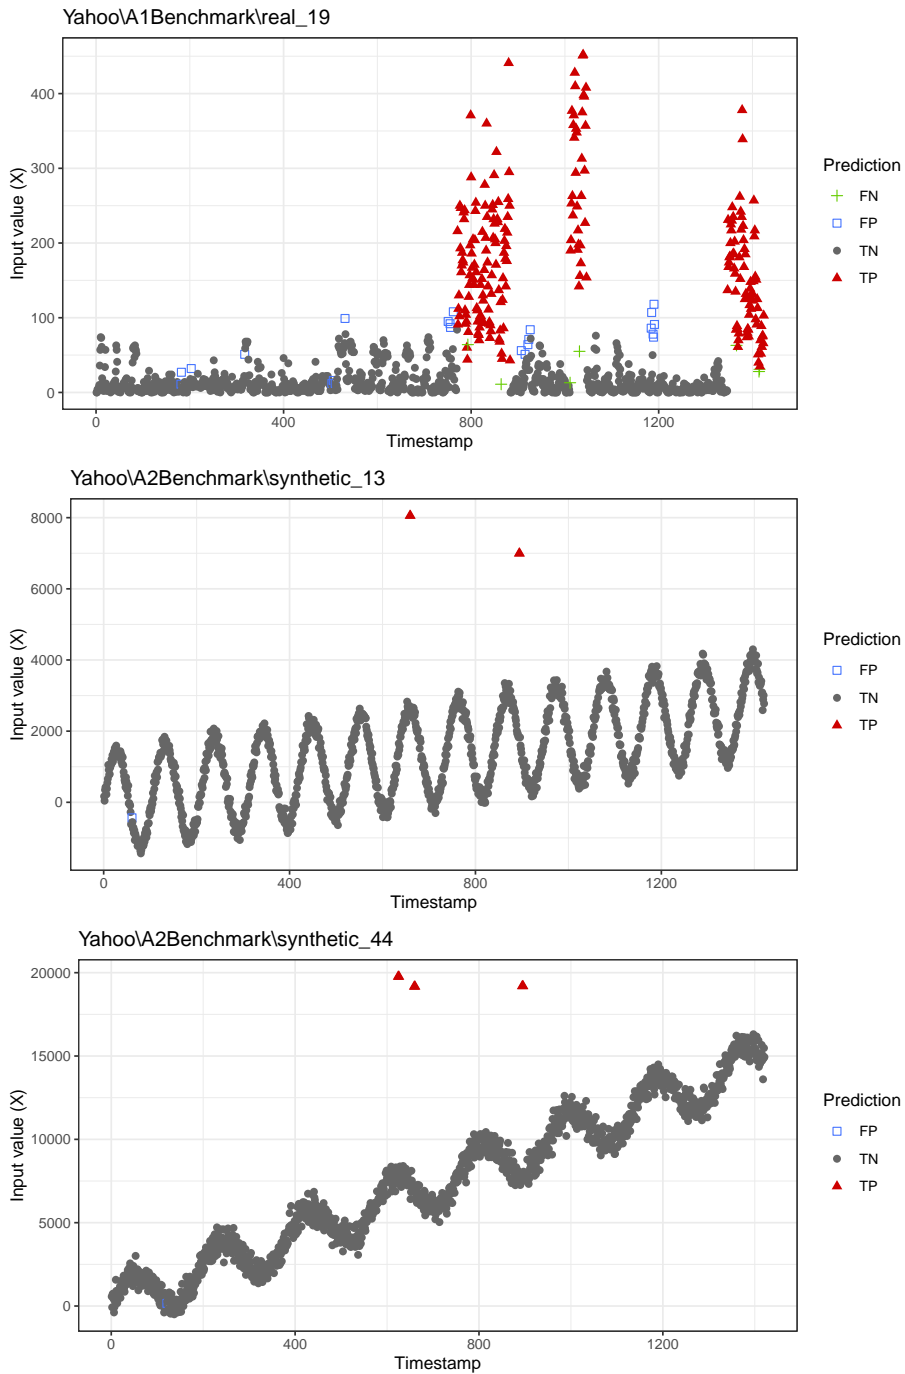 Yahoo\A1Benchmark\real_19
400
300
200
100
0
Input value (X)
0 400 800 1200
Timestamp
Prediction
FN
FP
TN
TP
Yahoo\A2Benchmark\synthetic_13
8000
6000
4000
2000
0
Input value (X)
0 400 800 1200
Timestamp
Prediction
FP
TN
TP
Yahoo\A2Benchmark\synthetic_44
20000
15000
10000
5000
0
Input value (X)
0 400 800 1200
Timestamp
Prediction
FP
TN
TP